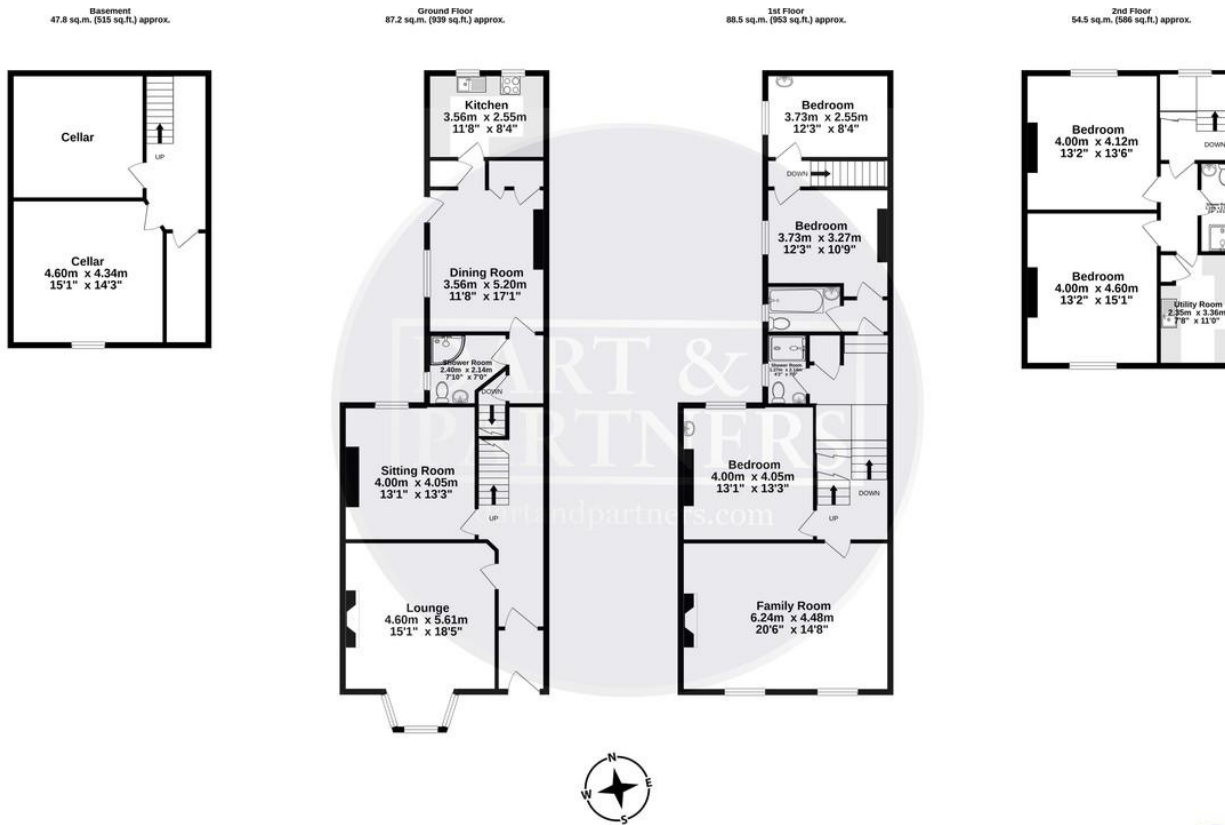 Basement
47.8 sq.m. (515 sq.ft.) approx.
Cellar
UP
Cellar
4.60m x 4.34m
15'1" x 14'3"
Ground Floor
87.2 sq.m. (939 sq.ft.) approx.
Kitchen
3.56m x 2.55m
11'8" x 8'4"
Dining Room
3.56m x 5.20m
11'8" x 17'1"
Shower Room
2.40m x 2.14m
7'10" x 7'0"
DOWN
Sitting Room
4.00m x 4.05m
13'1" x 13'3"
UP
Lounge
4.60m x 5.61m
15'1" x 18'5"
1st Floor
88.5 sq.m. (953 sq.ft.) approx.
Bedroom
3.73m x 2.55m
12'3" x 8'4"
DOWN
Bedroom
3.73m x 3.27m
12'3" x 10'9"
Shower Room
Bedroom
4.00m x 4.05m
13'1" x 13'3"
DOWN
UP
Family Room
6.24m x 4.48m
20'6" x 14'8"
2nd Floor
54.5 sq.m. (586 sq.ft.) approx.
Bedroom
4.00m x 4.12m
13'2" x 13'6"
DOWN
Bedroom
4.00m x 4.60m
13'2" x 15'1"
Utility Room
2.35m x 3.36m
7'8" x 11'0"
ART &
PARTNERS
artandpartners.com
N
W
E
S